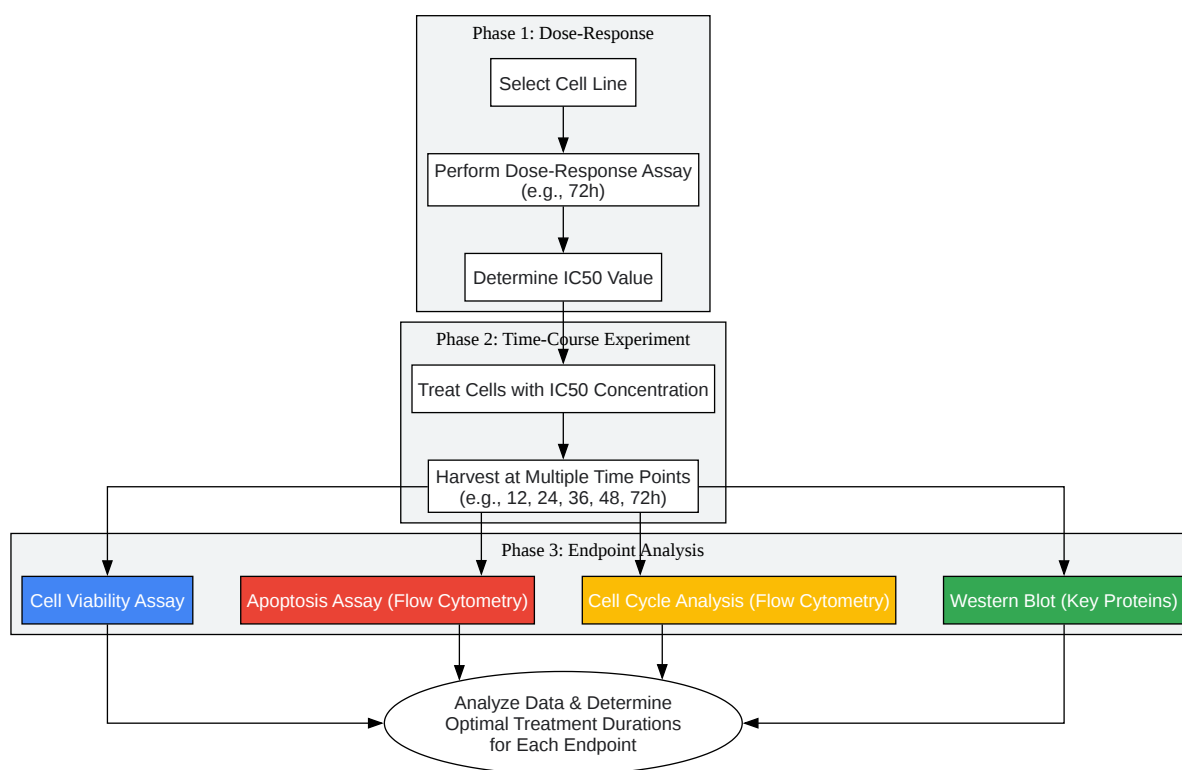 Phase 1: Dose-Response
Select Cell Line
Perform Dose-Response Assay
(e.g., 72h)
Determine IC50 Value
Phase 2: Time-Course Experiment
Treat Cells with IC50 Concentration
Harvest at Multiple Time Points
(e.g., 12, 24, 36, 48, 72h)
Phase 3: Endpoint Analysis
Cell Viability Assay
Apoptosis Assay (Flow Cytometry)
Cell Cycle Analysis (Flow Cytometry)
Western Blot (Key Proteins)
Analyze Data & Determine
Optimal Treatment Durations
for Each Endpoint